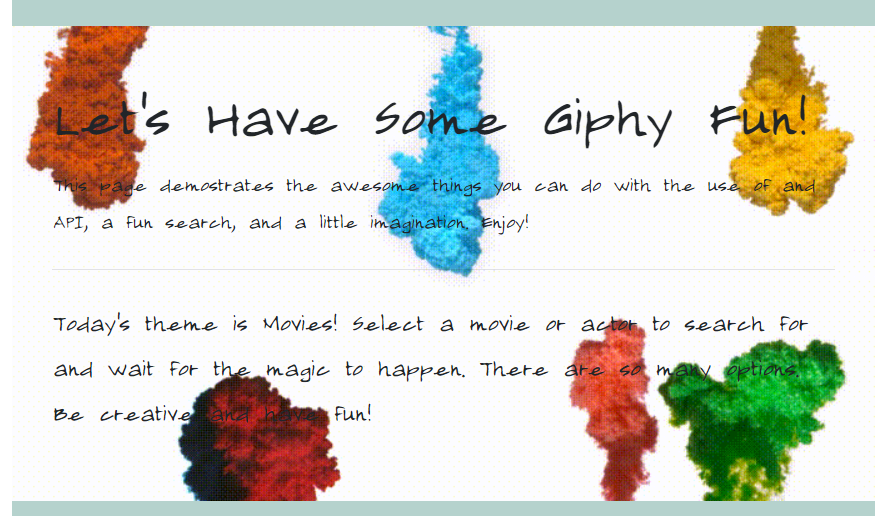 Let's Have Some Giphy Fun!
This page demostrates the awesome things you can do with the use of and
API, a fun search, and a little imagination. Enjoy!
Today's theme is Movies! Select a movie or actor to search for
and wait for the magic to happen. There are so many options.
Be creative and have fun!